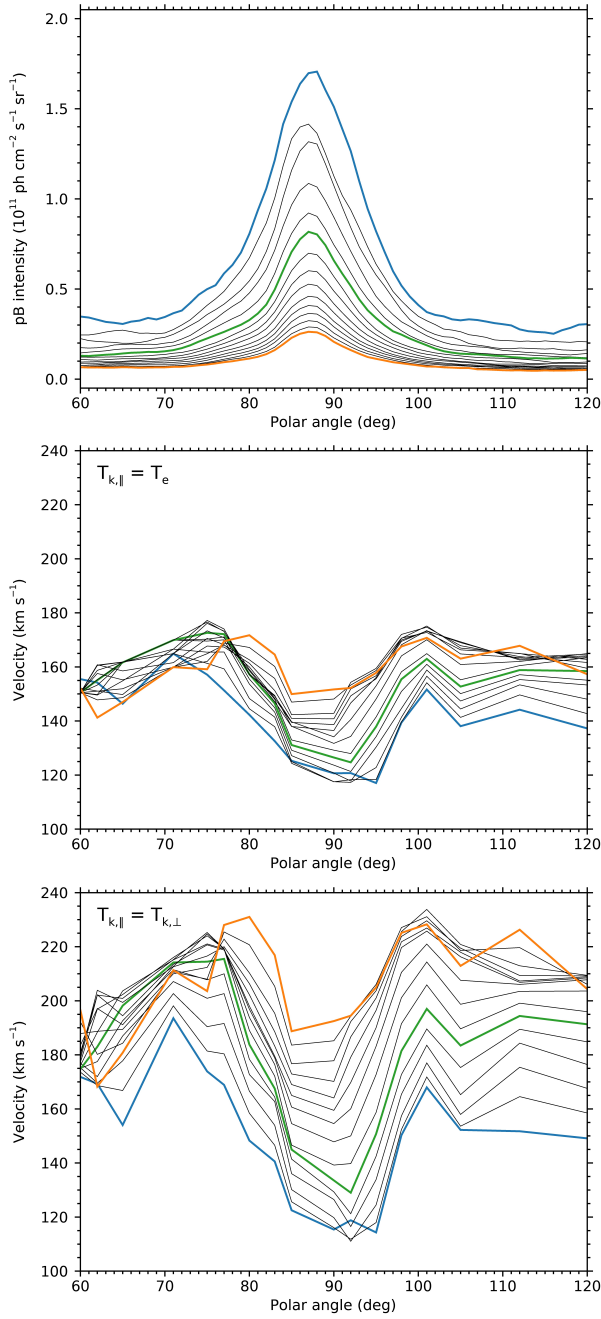 2.0
1.5
1.0
0.5
0.0
pB intensity (10¹¹ ph cm⁻² s⁻¹ sr⁻¹)
60 70 80 90 100 110 120
Polar angle (deg)
T_{k,∥} = T_e
240
220
200
180
160
140
120
100
Velocity (km s⁻¹)
60 70 80 90 100 110 120
Polar angle (deg)
T_{k,∥} = T_{k,⊥}
240
220
200
180
160
140
120
100
Velocity (km s⁻¹)
60 70 80 90 100 110 120
Polar angle (deg)